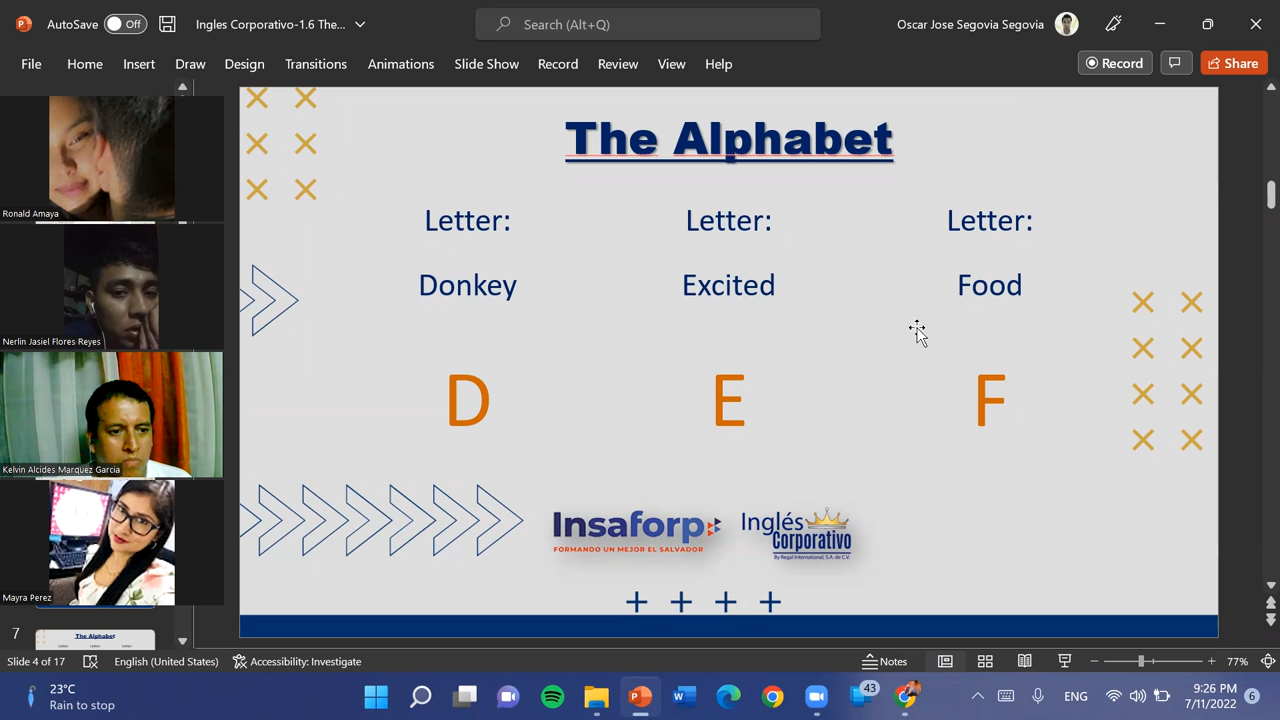 AutoSave Off Ingles Corporativo-1.6 The... Search (Alt+Q) Oscar Jose Segovia Segovia
File Home Insert Draw Design Transitions Animations Slide Show Record Review View Help Record Share
Ronald Amaya
Nerlin Jasiel Flores Reyes
Kelvin Alcides Marquez Garcia
Mayra Perez
The Alphabet
Letter: Letter: Letter:
Donkey Excited Food
D E F
Insaforp
FORMANDO UN MEJOR EL SALVADOR
Inglés
Corporativo
By Regal International, S.A. de C.V.
7
The Alphabet
Slide 4 of 17 English (United States) Accessibility: Investigate Notes 77%
23°C
Rain to stop
43
ENG
9:26 PM
7/11/2022
6